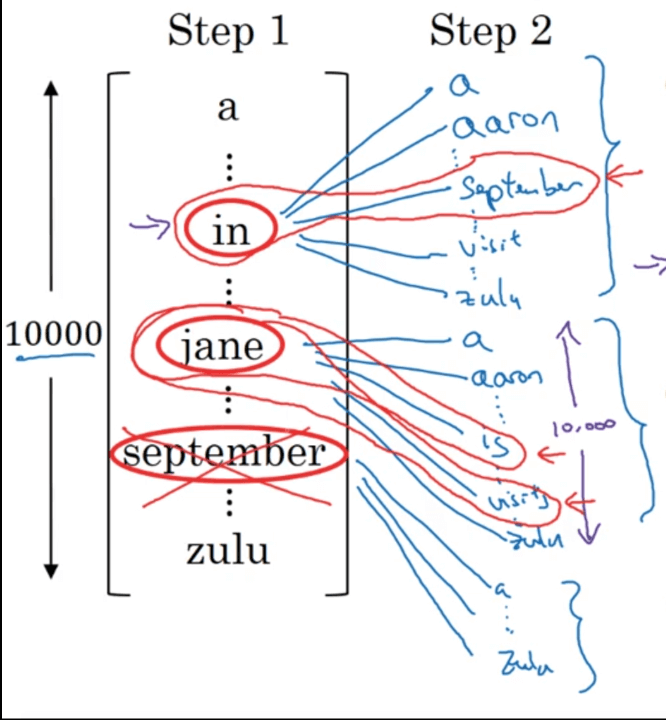 Step 1
Step 2
a
⋮
in
⋮
10000
jane
⋮
september
⋮
zulu
a
aaron
⋮
September
⋮
visit
⋮
zulu
a
aaron
⋮
is
⋮
visits
zulu
10,000
a
⋮
zulu